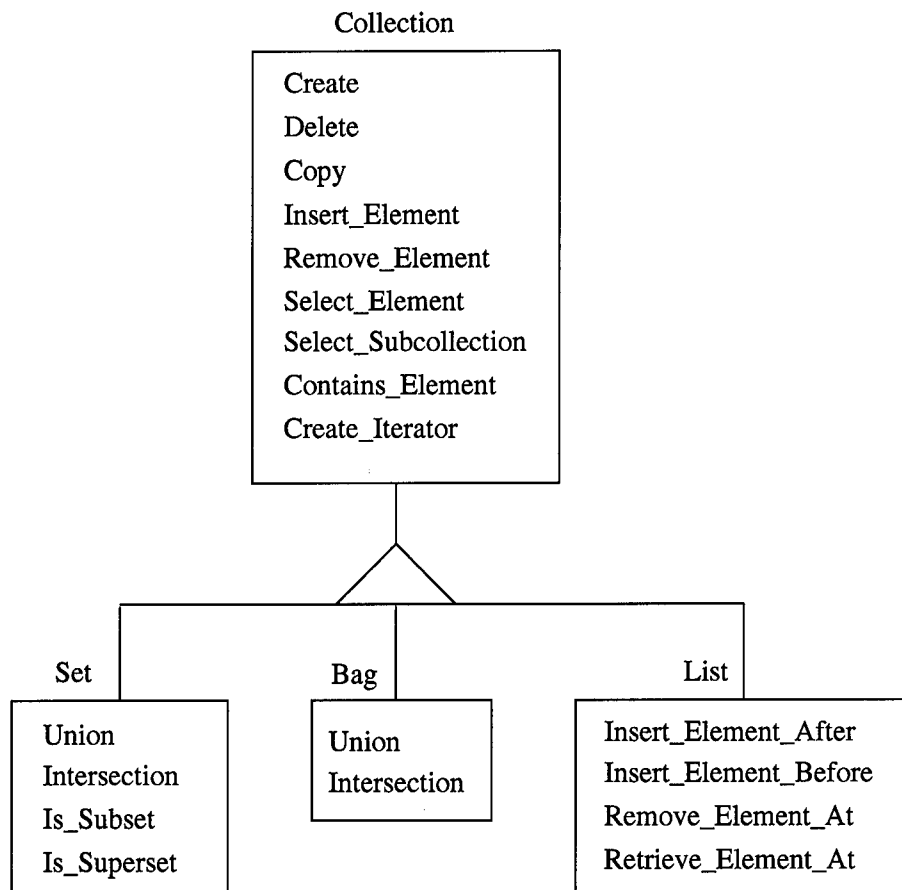 Collection
Create
Delete
Copy
Insert_Element
Remove_Element
Select_Element
Select_Subcollection
Contains_Element
Create_Iterator
Set
Union
Intersection
Is_Subset
Is_Superset
Bag
Union
Intersection
List
Insert_Element_After
Insert_Element_Before
Remove_Element_At
Retrieve_Element_At